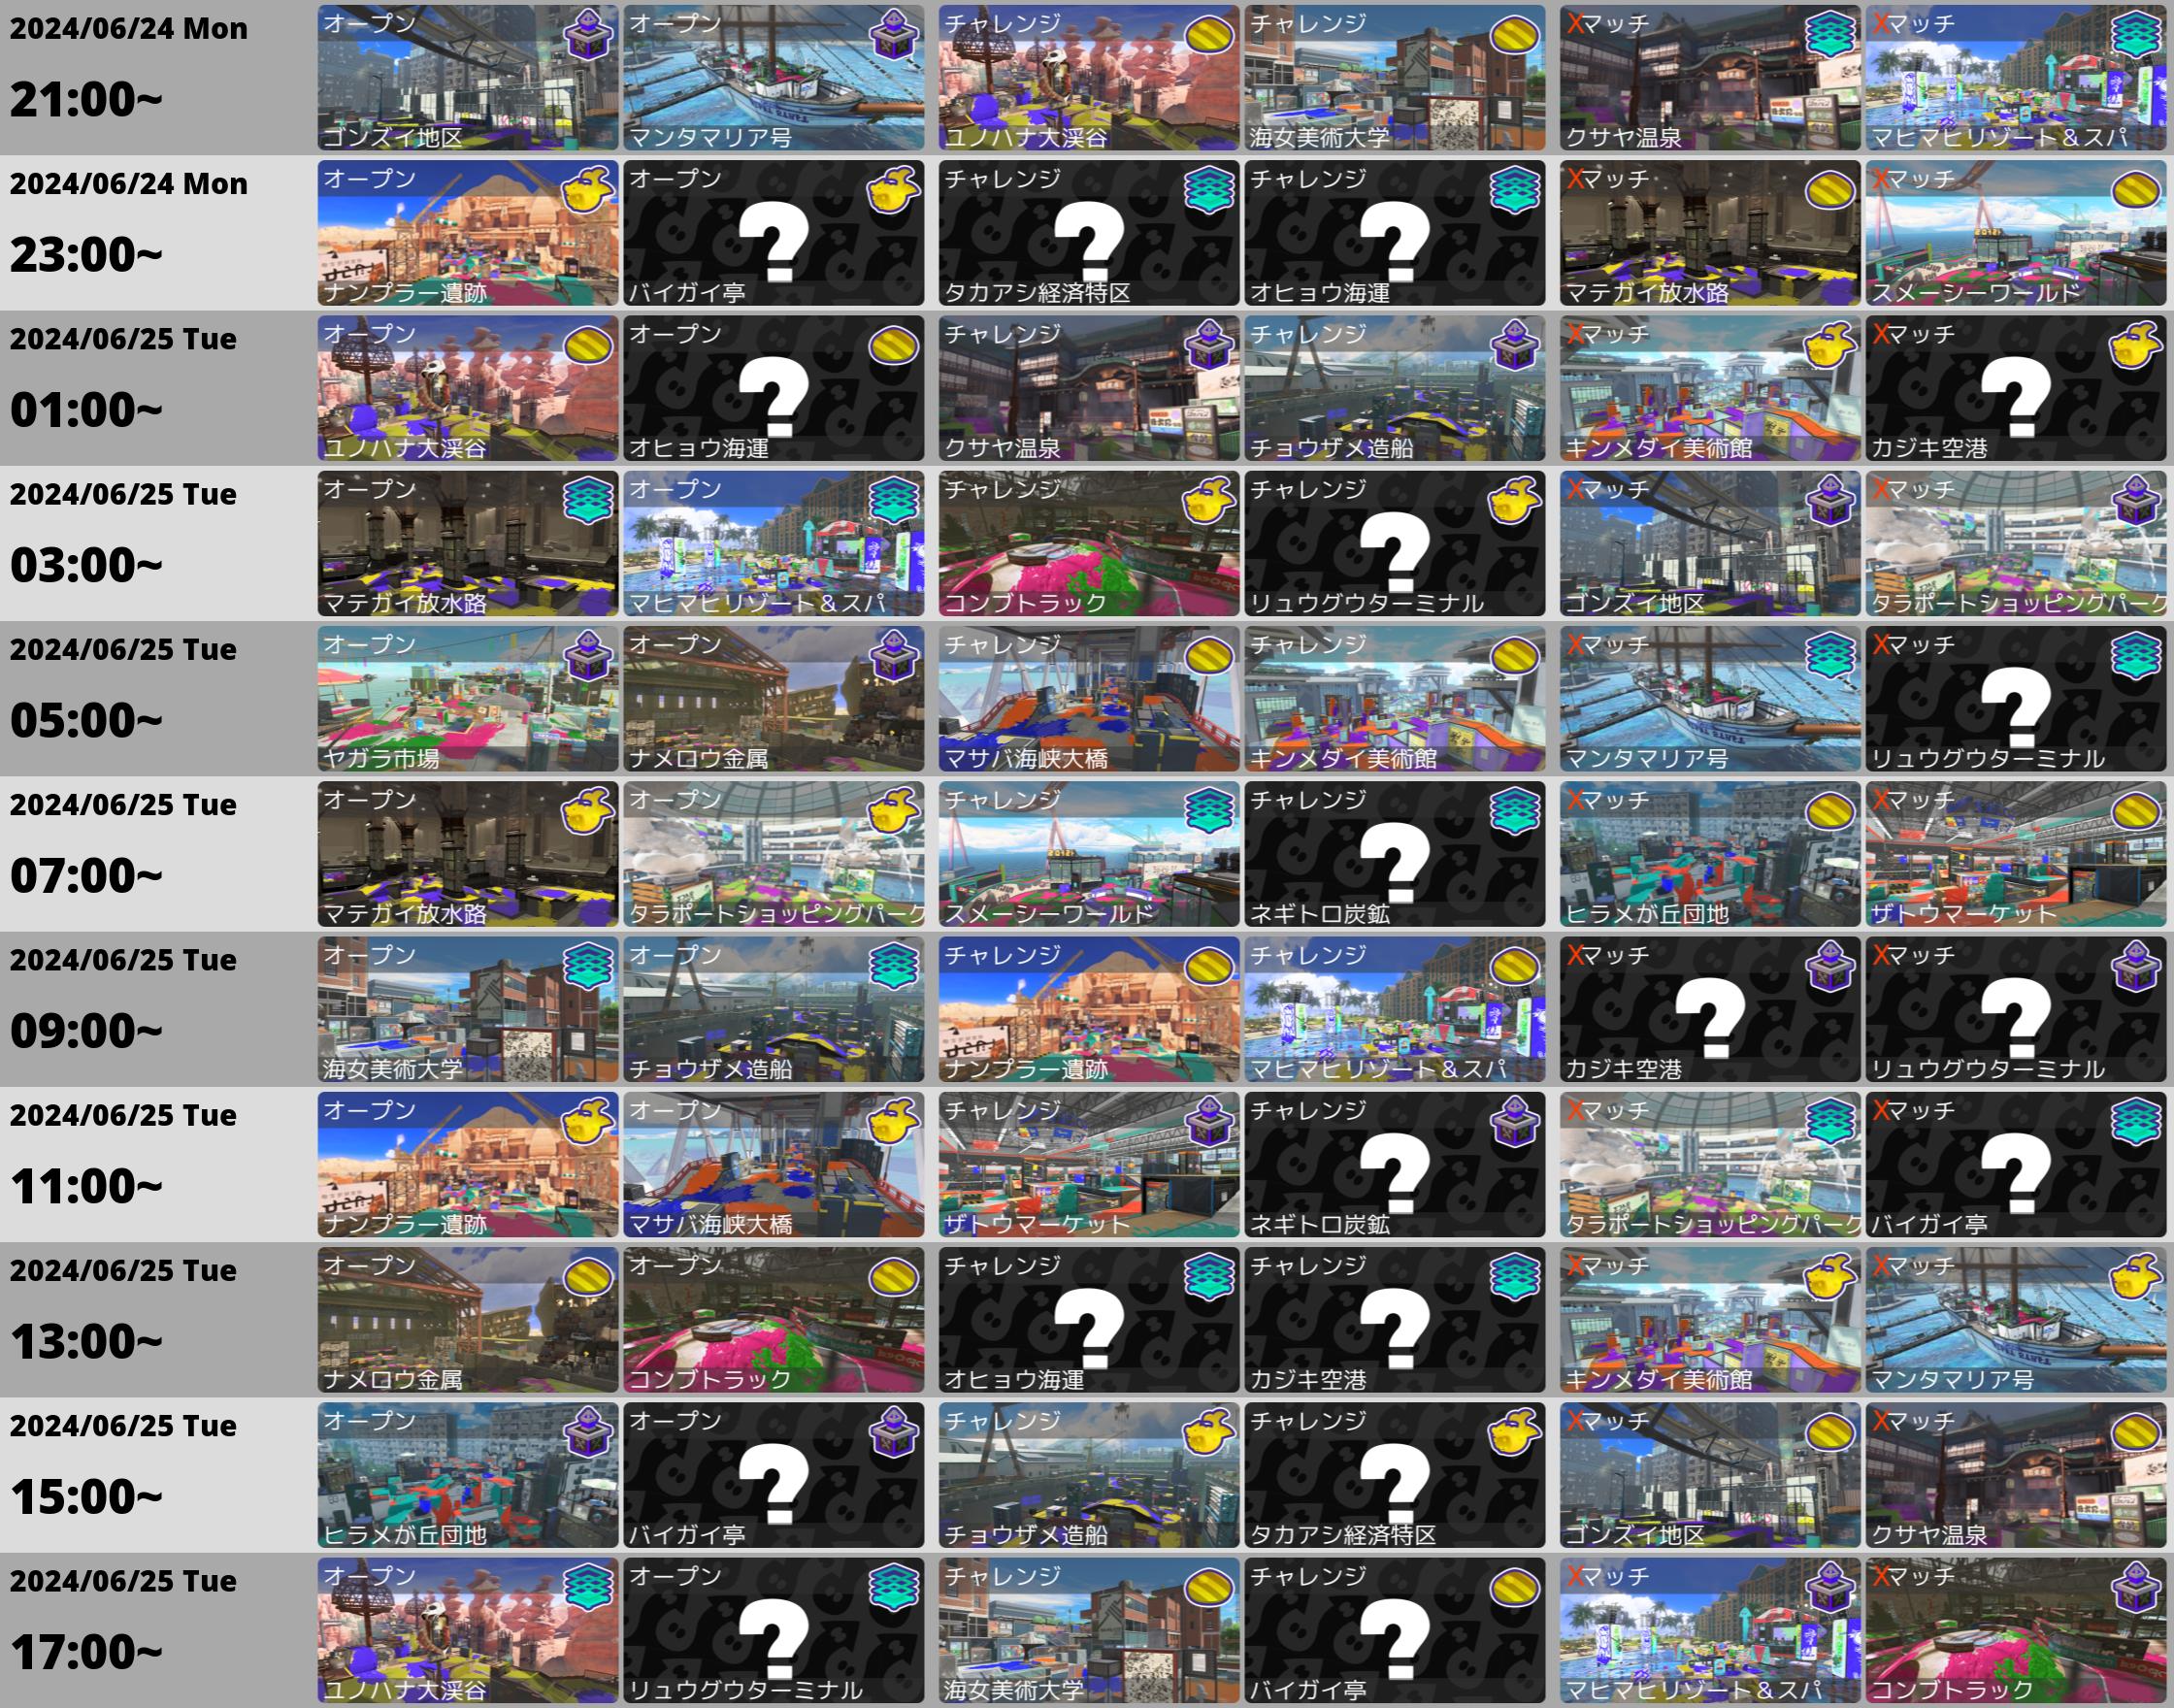 2024/06/24 Mon
21:00~
オープン
ゴンズイ地区
オープン
マンタマリア号
チャレンジ
ユノハナ大渓谷
チャレンジ
海女美術大学
Xマッチ
クサヤ温泉
Xマッチ
マヒマヒリゾート＆スパ
2024/06/24 Mon
23:00~
オープン
ナンプラー遺跡
オープン
?
バイガイ亭
チャレンジ
?
タカアシ経済特区
チャレンジ
?
オヒョウ海運
Xマッチ
マテガイ放水路
Xマッチ
スメーシーワールド
2024/06/25 Tue
01:00~
オープン
ユノハナ大渓谷
オープン
?
オヒョウ海運
チャレンジ
クサヤ温泉
チャレンジ
チョウザメ造船
Xマッチ
キンメダイ美術館
Xマッチ
?
カジキ空港
2024/06/25 Tue
03:00~
オープン
マテガイ放水路
オープン
マヒマヒリゾート＆スパ
チャレンジ
コンブトラック
チャレンジ
?
リュウグウターミナル
Xマッチ
ゴンズイ地区
Xマッチ
タラポートショッピングパーク
2024/06/25 Tue
05:00~
オープン
ヤガラ市場
オープン
ナメロウ金属
チャレンジ
マサバ海峡大橋
チャレンジ
キンメダイ美術館
Xマッチ
マンタマリア号
Xマッチ
?
リュウグウターミナル
2024/06/25 Tue
07:00~
オープン
マテガイ放水路
オープン
タラポートショッピングパーク
チャレンジ
スメーシーワールド
チャレンジ
?
ネギトロ炭鉱
Xマッチ
ヒラメが丘団地
Xマッチ
ザトウマーケット
2024/06/25 Tue
09:00~
オープン
海女美術大学
オープン
チョウザメ造船
チャレンジ
ナンプラー遺跡
チャレンジ
マヒマヒリゾート＆スパ
Xマッチ
?
カジキ空港
Xマッチ
?
リュウグウターミナル
2024/06/25 Tue
11:00~
オープン
ナンプラー遺跡
オープン
マサバ海峡大橋
チャレンジ
ザトウマーケット
チャレンジ
?
ネギトロ炭鉱
Xマッチ
タラポートショッピングパーク
Xマッチ
?
バイガイ亭
2024/06/25 Tue
13:00~
オープン
ナメロウ金属
オープン
コンブトラック
チャレンジ
?
オヒョウ海運
チャレンジ
?
カジキ空港
Xマッチ
キンメダイ美術館
Xマッチ
マンタマリア号
2024/06/25 Tue
15:00~
オープン
ヒラメが丘団地
オープン
?
バイガイ亭
チャレンジ
チョウザメ造船
チャレンジ
?
タカアシ経済特区
Xマッチ
ゴンズイ地区
Xマッチ
クサヤ温泉
2024/06/25 Tue
17:00~
オープン
ユノハナ大渓谷
オープン
?
リュウグウターミナル
チャレンジ
海女美術大学
チャレンジ
?
バイガイ亭
Xマッチ
マヒマヒリゾート＆スパ
Xマッチ
コンブトラック